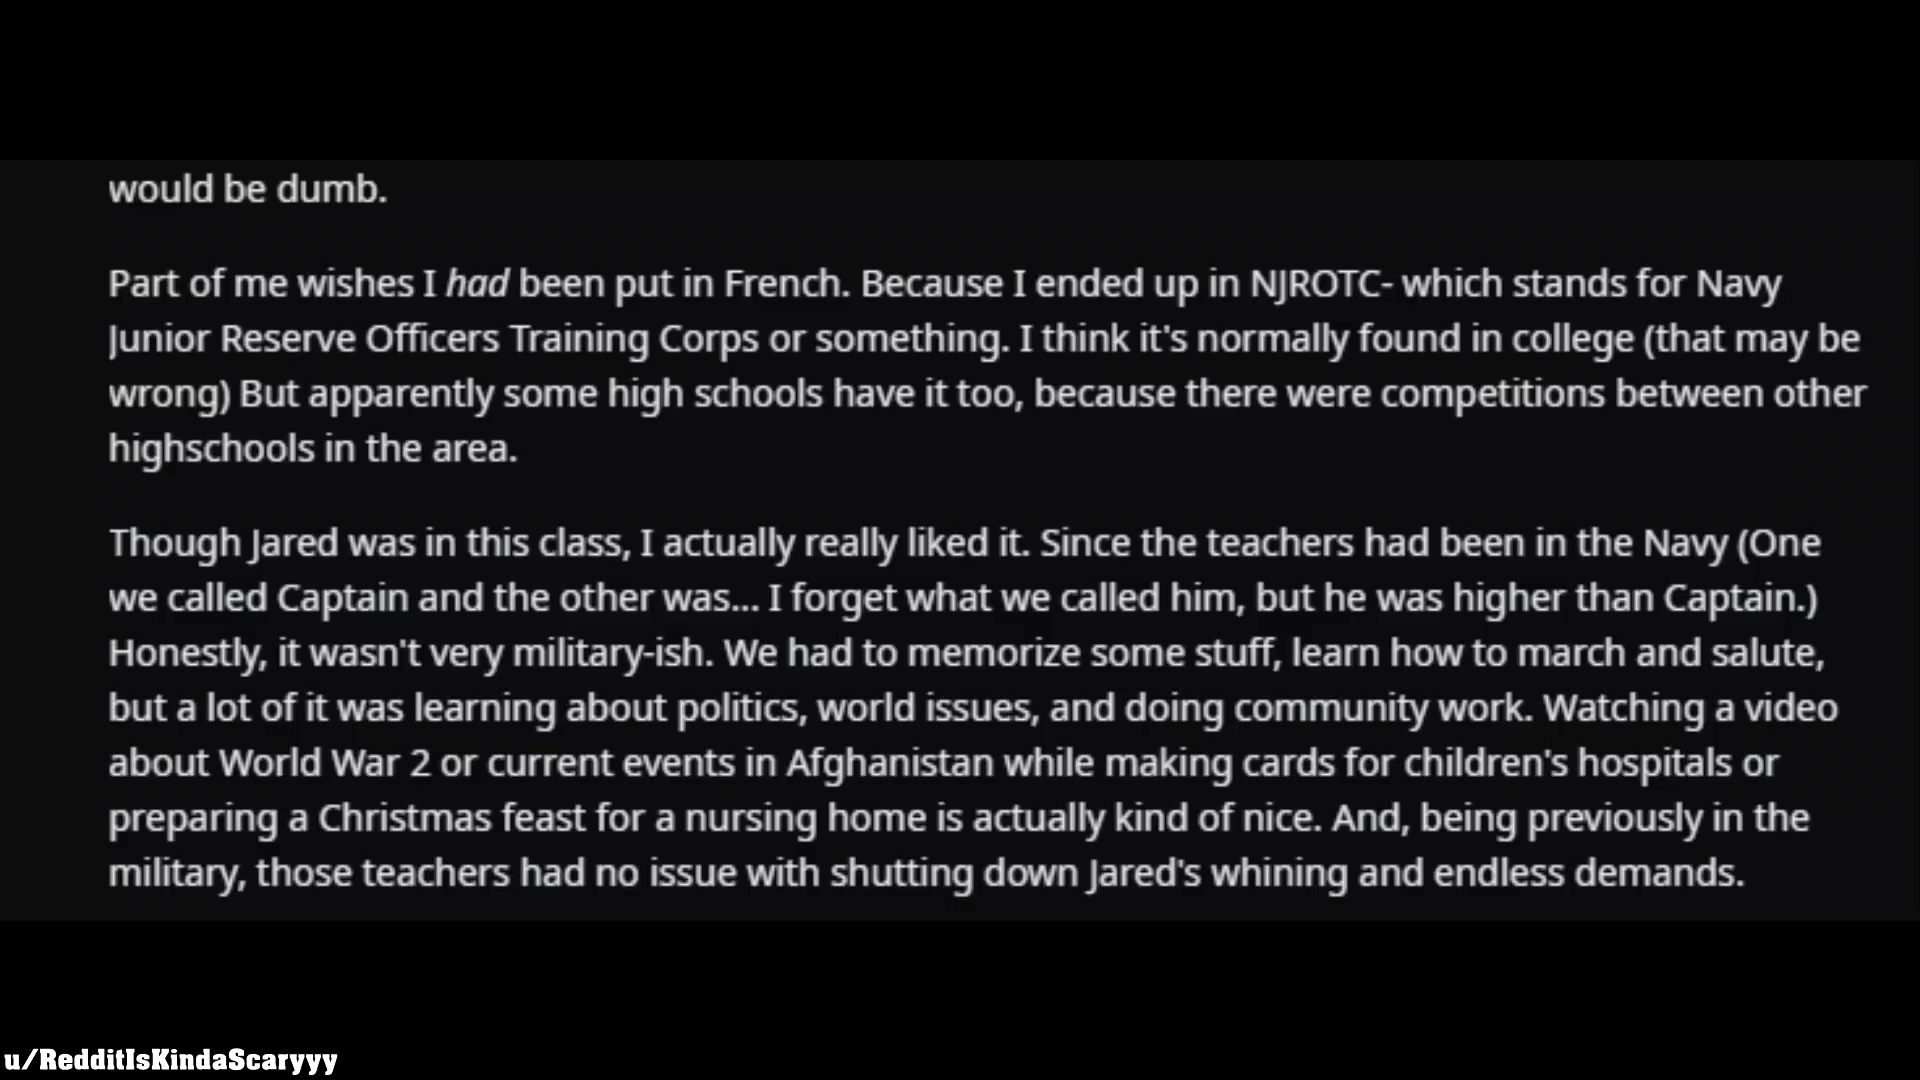 would be dumb.
Part of me wishes I had been put in French. Because I ended up in NJROTC- which stands for Navy
Junior Reserve Officers Training Corps or something. I think it's normally found in college (that may be
wrong) But apparently some high schools have it too, because there were competitions between other
highschools in the area.
Though Jared was in this class, I actually really liked it. Since the teachers had been in the Navy (One
we called Captain and the other was... I forget what we called him, but he was higher than Captain.)
Honestly, it wasn't very military-ish. We had to memorize some stuff, learn how to march and salute,
but a lot of it was learning about politics, world issues, and doing community work. Watching a video
about World War 2 or current events in Afghanistan while making cards for children's hospitals or
preparing a Christmas feast for a nursing home is actually kind of nice. And, being previously in the
military, those teachers had no issue with shutting down Jared's whining and endless demands.
u/RedditIsKindaScaryyy